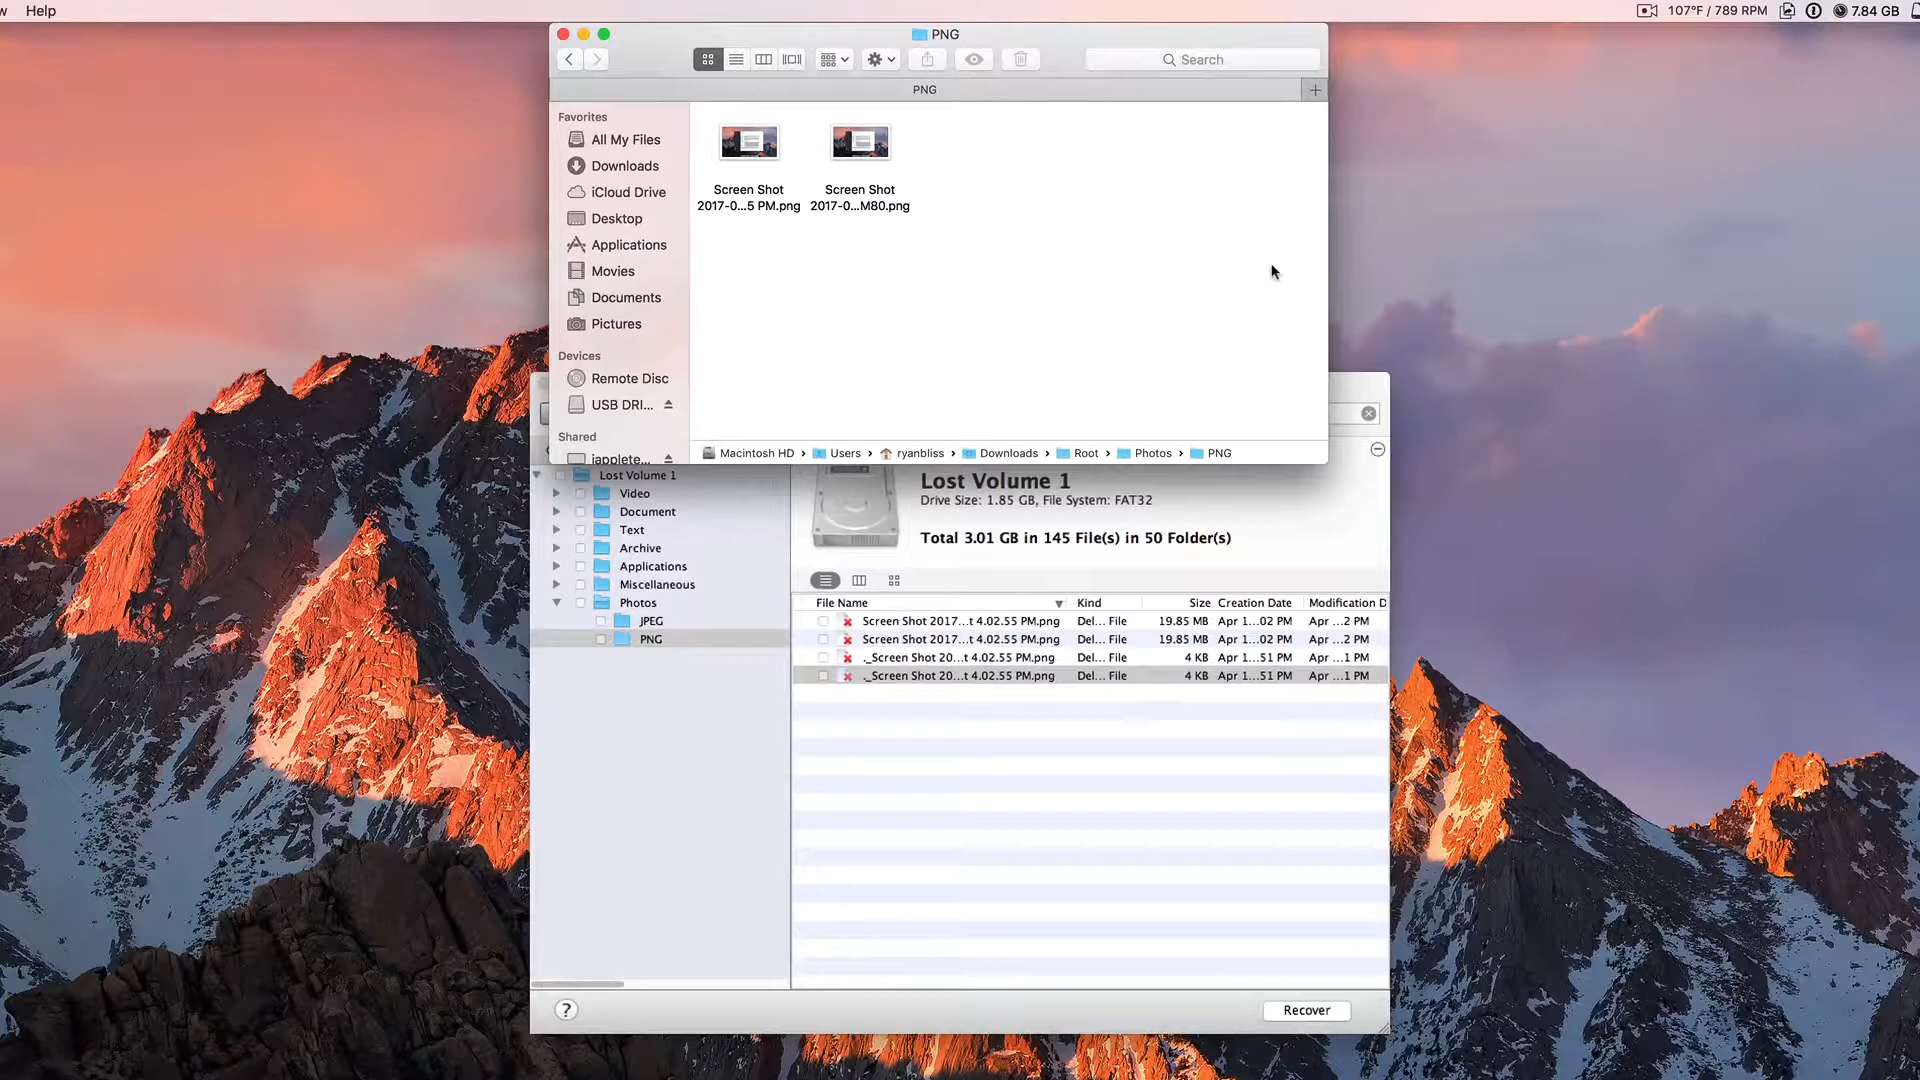 Help
107°F / 789 RPM 7.84 GB
PNG
Search
PNG
Favorites
All My Files
Downloads
iCloud Drive
Desktop
Applications
Movies
Documents
Pictures
Devices
Remote Disc
USB DRI...
Shared
iapplete...
Screen Shot
2017-0...5 PM.png
Screen Shot
2017-0...M80.png
Macintosh HD › Users › ryanbliss › Downloads › Root › Photos › PNG
Lost Volume 1
Video
Document
Text
Archive
Applications
Miscellaneous
Photos
JPEG
PNG
Lost Volume 1
Drive Size: 1.85 GB, File System: FAT32
Total 3.01 GB in 145 File(s) in 50 Folder(s)
File Name Kind Size Creation Date Modification D
Screen Shot 2017...t 4.02.55 PM.png Del... File 19.85 MB Apr 1...02 PM Apr ...2 PM
Screen Shot 2017...t 4.02.55 PM.png Del... File 19.85 MB Apr 1...02 PM Apr ...2 PM
._Screen Shot 20...t 4.02.55 PM.png Del... File 4 KB Apr 1...51 PM Apr ...1 PM
._Screen Shot 20...t 4.02.55 PM.png Del... File 4 KB Apr 1...51 PM Apr ...1 PM
?
Recover